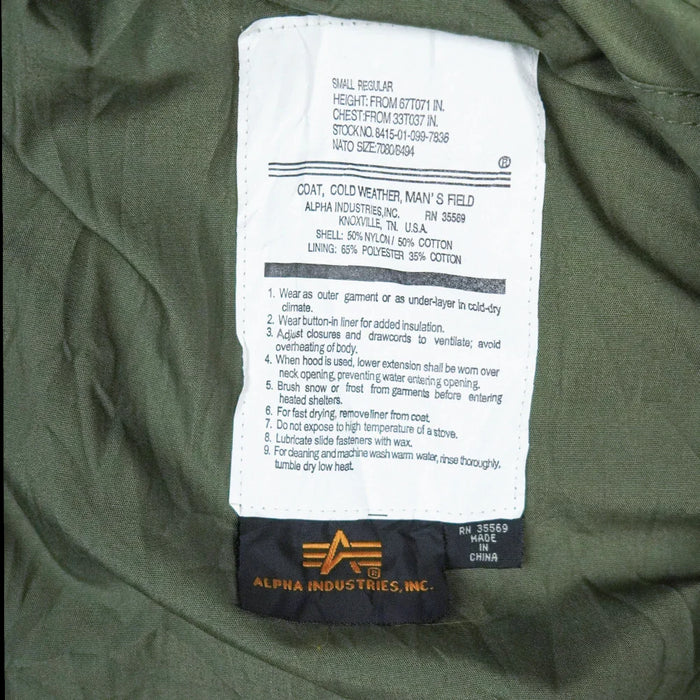 SMALL REGULAR
HEIGHT: FROM 67T071 IN.
CHEST:FROM 33T037 IN.
STOCK NO. 8415-01-099-7836
NATO SIZE:7080/8494
®
COAT, COLD WEATHER, MAN'S FIELD
ALPHA INDUSTRIES,INC. RN 35569
KNOXVILLE, TN. U.S.A.
SHELL: 50% NYLON / 50% COTTON
LINING: 65% POLYESTER 35% COTTON
1. Wear as outer garment or as under-layer in cold-dry
climate.
2. Wear button-in liner for added insulation.
3. Adjust closures and drawcords to ventilate; avoid
overheating of body.
4. When hood is used, lower extension shall be worn over
neck opening, preventing water entering opening.
5. Brush snow or frost from garments before entering
heated shelters.
6. For fast drying, remove liner from coat.
7. Do not expose to high temperature of a stove.
8. Lubricate slide fasteners with wax.
9. For cleaning and machine wash warm water, rinse thoroughly,
tumble dry low heat.
RN 35569
MADE
IN
CHINA
®
ALPHA INDUSTRIES, INC.